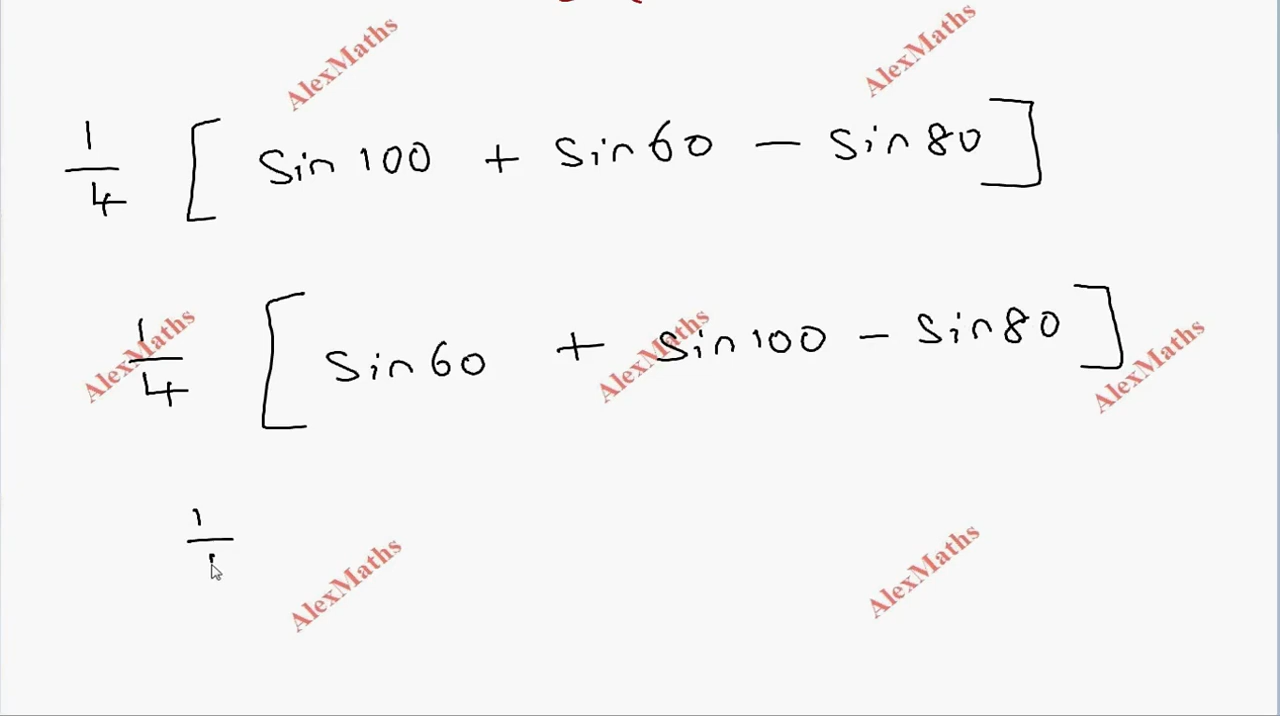 AlexMaths AlexMaths
1/4 [ Sin 100 + Sin 60 − Sin 80 ]
1/4 [ Sin 60 + Sin 100 − Sin 80 ]
AlexMaths AlexMaths AlexMaths
1
AlexMaths AlexMaths